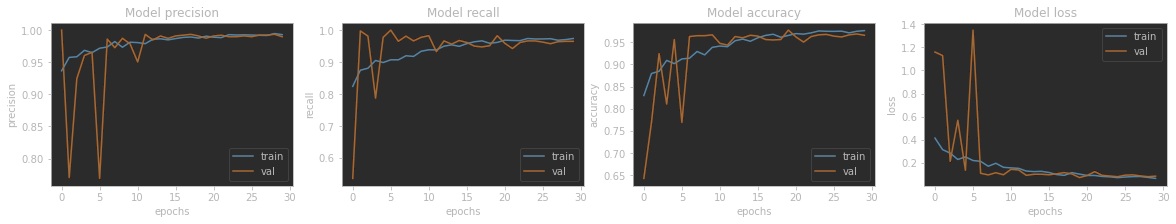 Model precision
precision
1.00
0.95
0.90
0.85
0.80
0 5 10 15 20 25 30
epochs
train
val
Model recall
recall
1.0
0.9
0.8
0.7
0.6
0 5 10 15 20 25 30
epochs
train
val
Model accuracy
accuracy
0.95
0.90
0.85
0.80
0.75
0.70
0.65
0 5 10 15 20 25 30
epochs
train
val
Model loss
loss
1.4
1.2
1.0
0.8
0.6
0.4
0.2
0 5 10 15 20 25 30
epochs
train
val